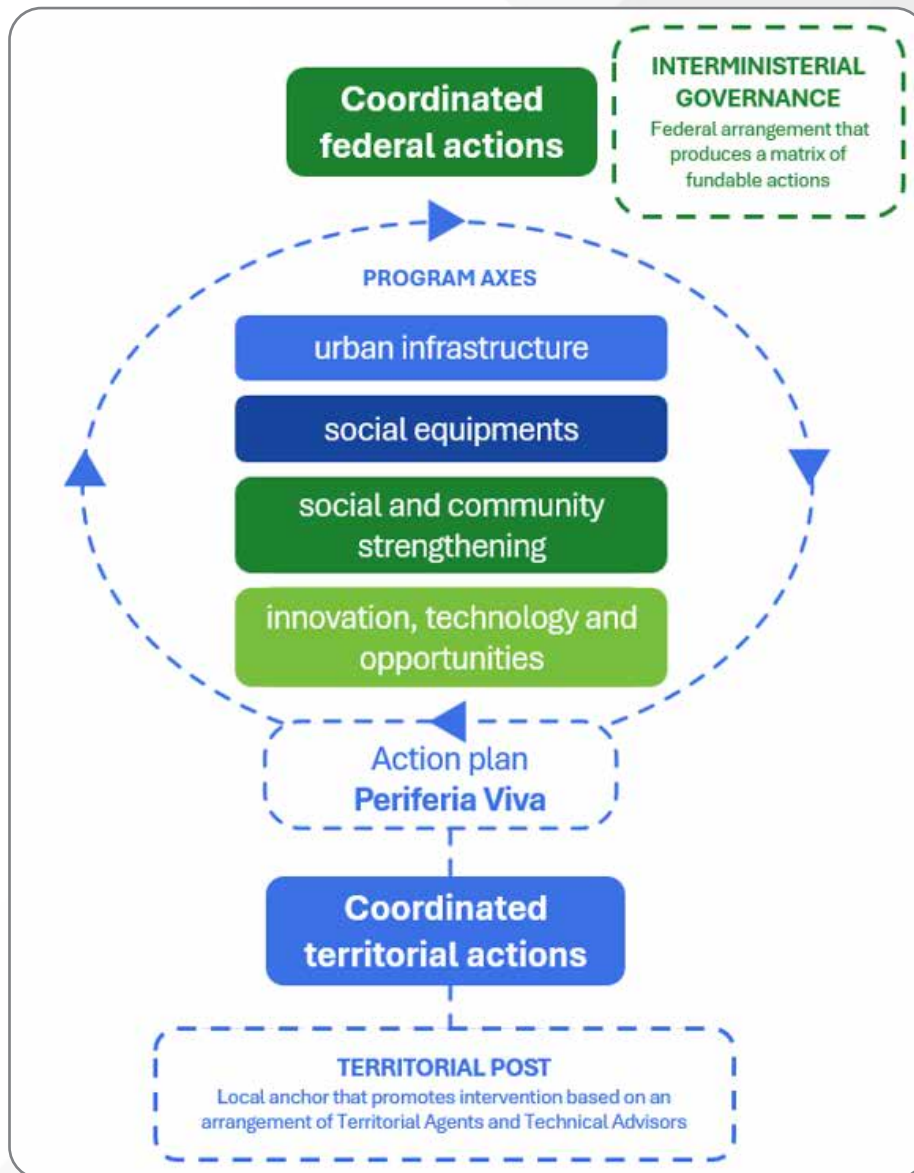 Coordinated
federal actions
INTERMINISTERIAL
GOVERNANCE
Federal arrangement that
produces a matrix of
fundable actions
PROGRAM AXES
urban infrastructure
social equipments
social and community
strengthening
innovation, technology and
opportunities
Action plan
Periferia Viva
Coordinated
territorial actions
TERRITORIAL POST
Local anchor that promotes intervention based on an
arrangement of Territorial Agents and Technical Advisors